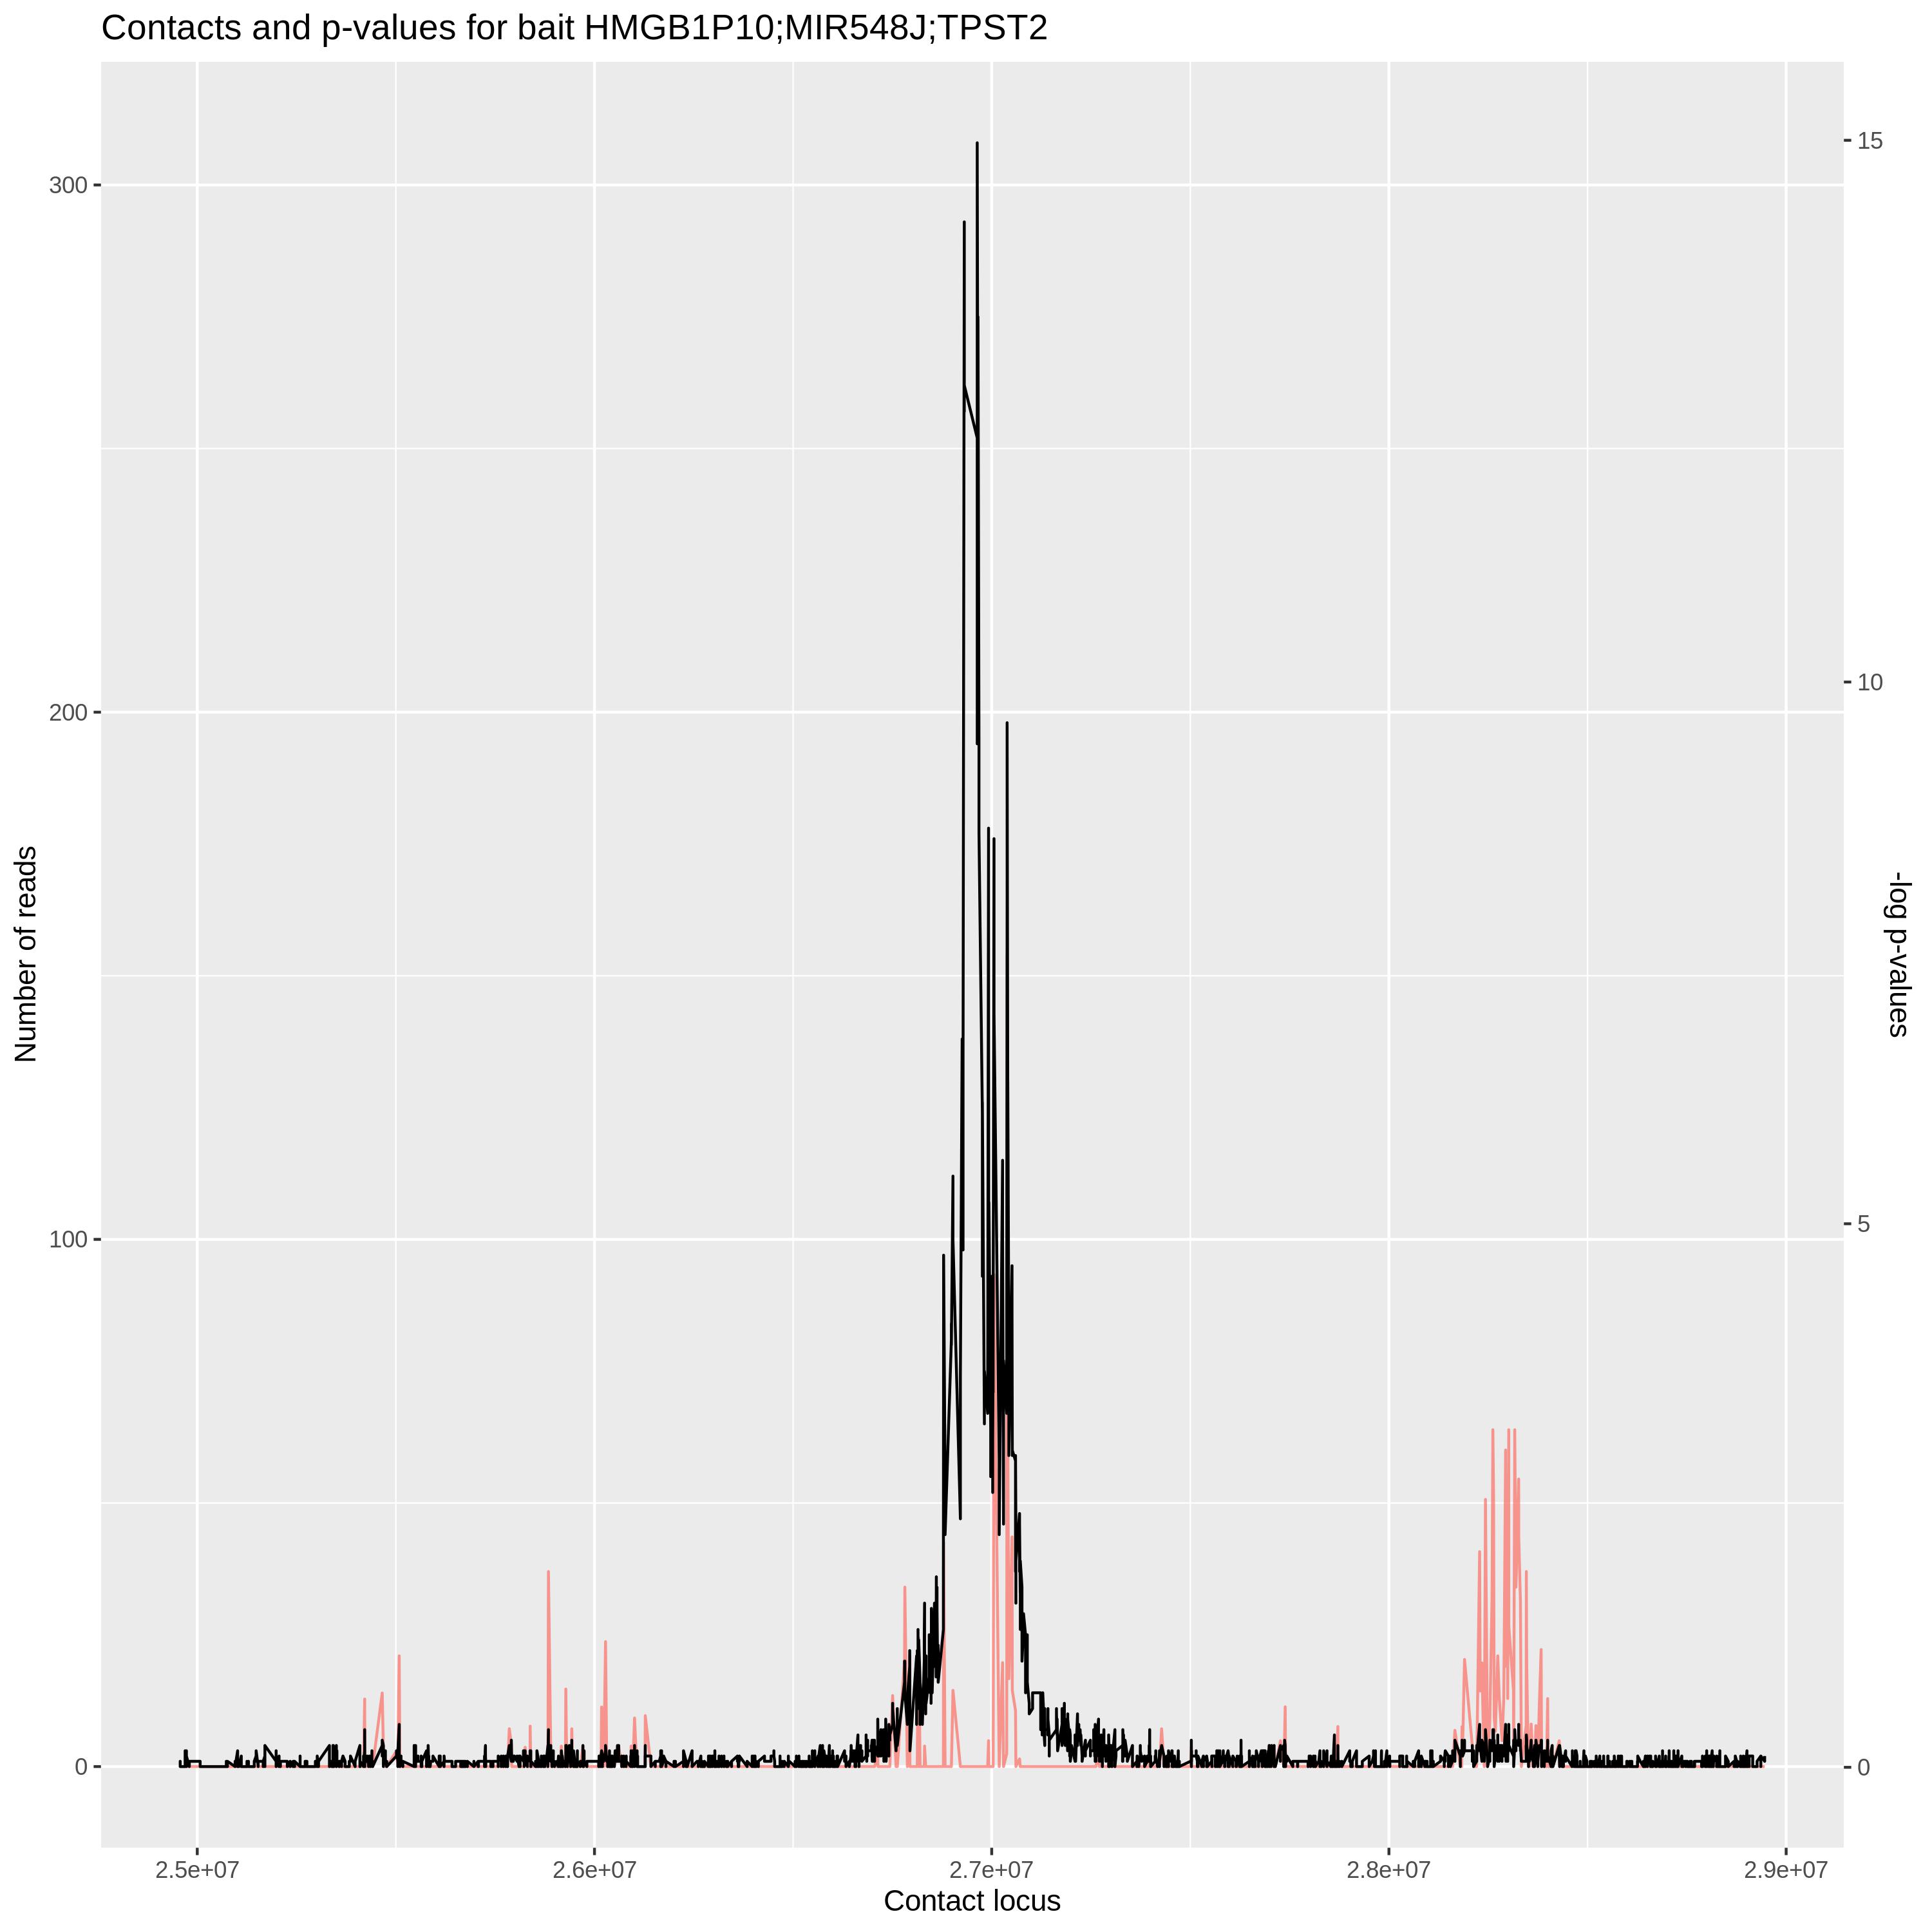 Contacts and p-values for bait HMGB1P10;MIR548J;TPST2
300
200
100
0
Number of reads
15
10
5
0
-log p-values
2.5e+07 2.6e+07 2.7e+07 2.8e+07 2.9e+07
Contact locus